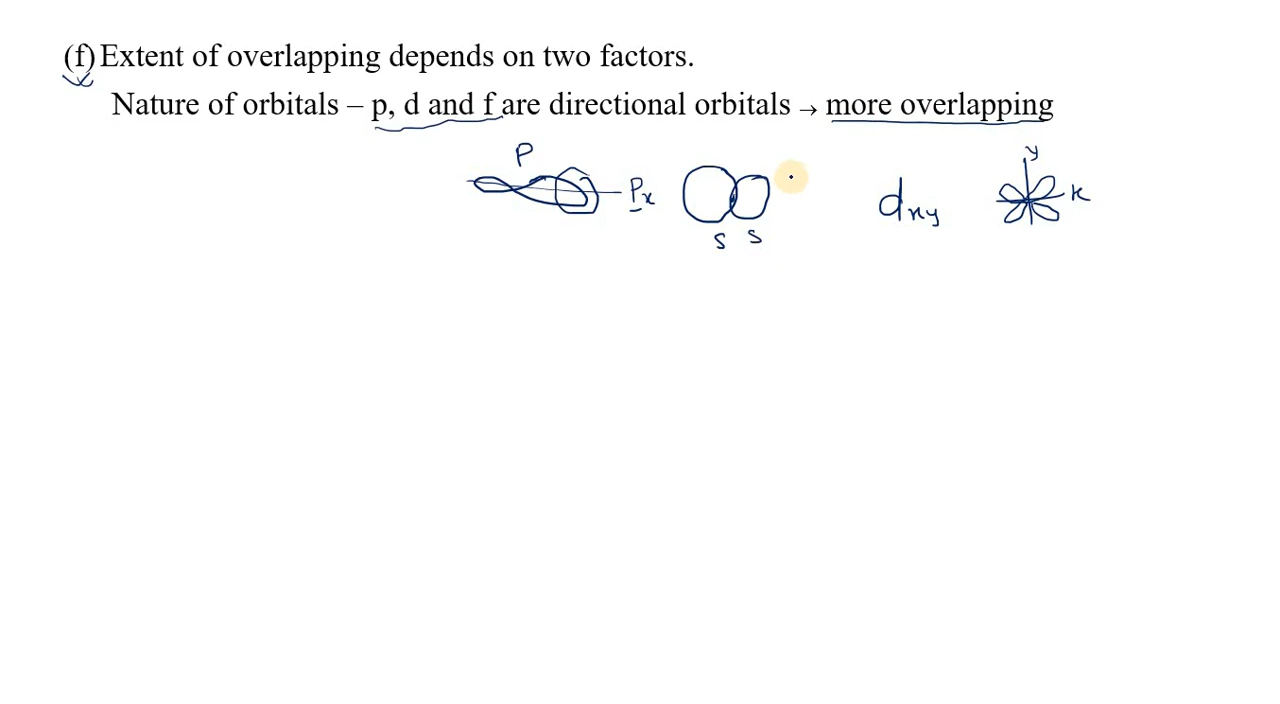 (f) Extent of overlapping depends on two factors.
Nature of orbitals – p, d and f are directional orbitals → more overlapping
P
Px
s s
dxy
y
x